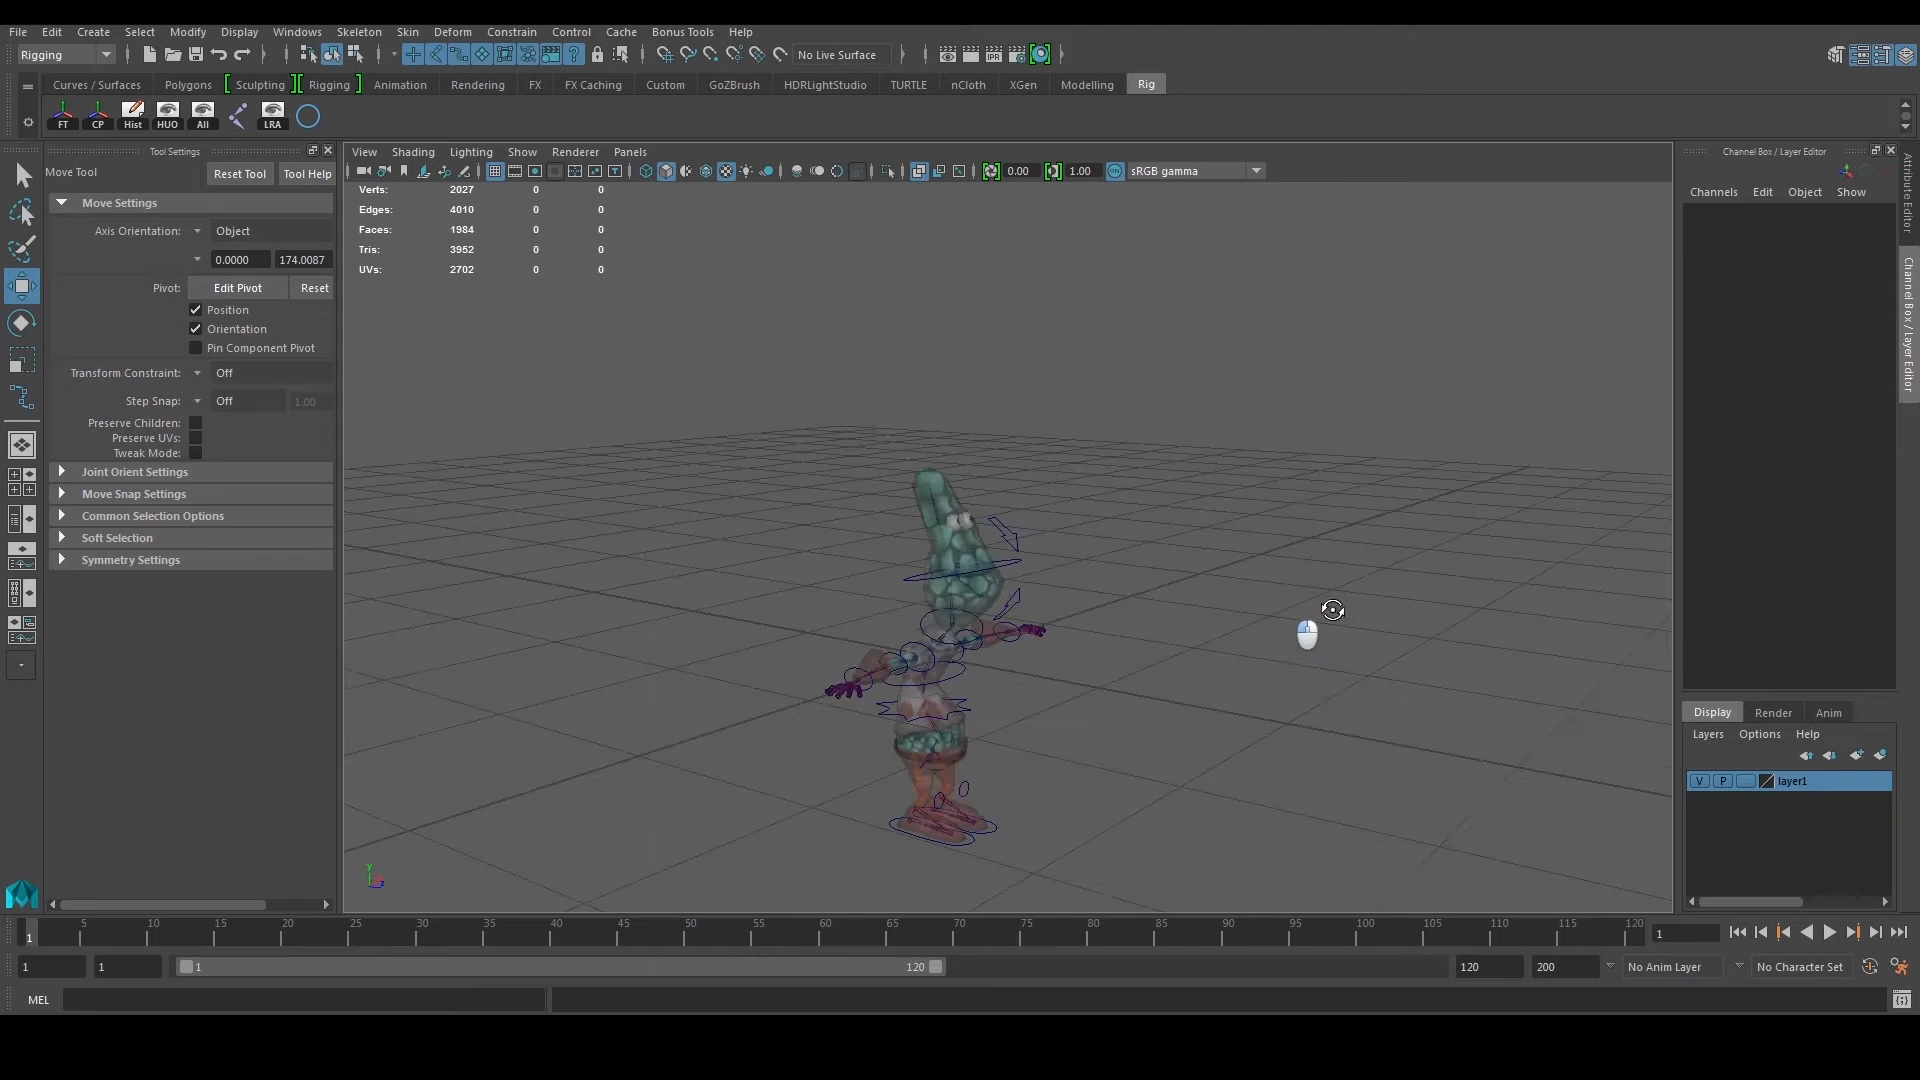 File Edit Create Select Modify Display Windows Skeleton Skin Deform Constrain Control Cache Bonus Tools Help
Rigging No Live Surface
Curves / Surfaces Polygons Sculpting Rigging Animation Rendering FX FX Caching Custom GoZBrush HDRLightStudio TURTLE nCloth XGen Modelling Rig
FT CP Hist HUO All LRA
Tool Settings
Move Tool Reset Tool Tool Help
Move Settings
Axis Orientation: Object
0.0000 174.0087
Pivot: Edit Pivot Reset
Position
Orientation
Pin Component Pivot
Transform Constraint: Off
Step Snap: Off 1.00
Preserve Children:
Preserve UVs:
Tweak Mode:
Joint Orient Settings
Move Snap Settings
Common Selection Options
Soft Selection
Symmetry Settings
View Shading Lighting Show Renderer Panels
0.00 1.00 ON sRGB gamma
Verts: 2027 0 0
Edges: 4010 0 0
Faces: 1984 0 0
Tris: 3952 0 0
UVs: 2702 0 0
y z
Channel Box / Layer Editor
Channels Edit Object Show
Attribute Editor
Channel Box / Layer Editor
Display Render Anim
Layers Options Help
V P layer1
1 5 10 15 20 25 30 35 40 45 50 55 60 65 70 75 80 85 90 95 100 105 110 115 120 1
1 1 1 120 120 200 No Anim Layer No Character Set
MEL